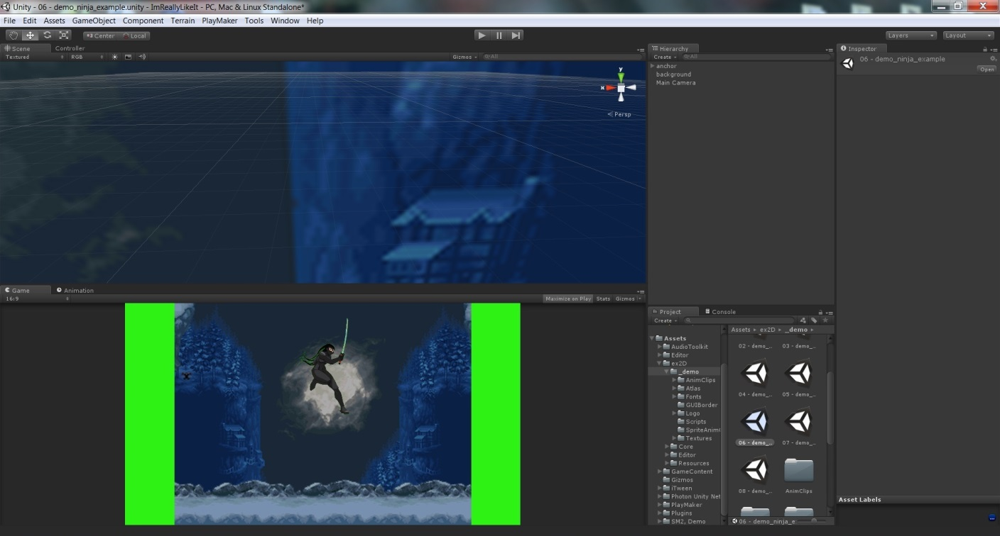 Unity - 06 - demo_ninja_example.unity - ImReallyLikeIt - PC, Mac & Linux Standalone*
File Edit Assets GameObject Component Terrain PlayMaker Tools Window Help
Center Local
Layers Layout
Scene Controller
Textured RGB Gizmos All
y
x
Persp
Hierarchy
Create All
anchor
background
Main Camera
Inspector
06 - demo_ninja_example
Open
Game Animation
16:9 Maximize on Play Stats Gizmos
Project Console
Create
Assets
AudioToolkit
Editor
ex2D
_demo
AnimClips
Atlas
Fonts
GUIBorder
Logo
Scripts
SpriteAnim
Textures
Core
Editor
Resources
GameContent
Gizmos
iTween
Photon Unity Net
PlayMaker
Plugins
SM2, Demo
Assets ex2D _demo
02 - demo_... 03 - demo_...
04 - demo_... 05 - demo_...
06 - demo_... 07 - demo_...
08 - demo_... AnimClips
06 - demo_ninja_e
Asset Labels